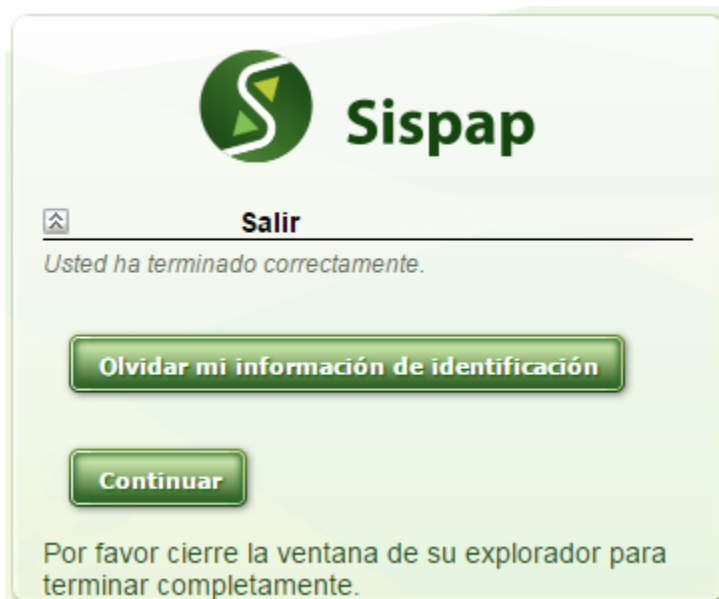 Sispap
Salir
Usted ha terminado correctamente.
Olvidar mi información de identificación
Continuar
Por favor cierre la ventana de su explorador para
terminar completamente.